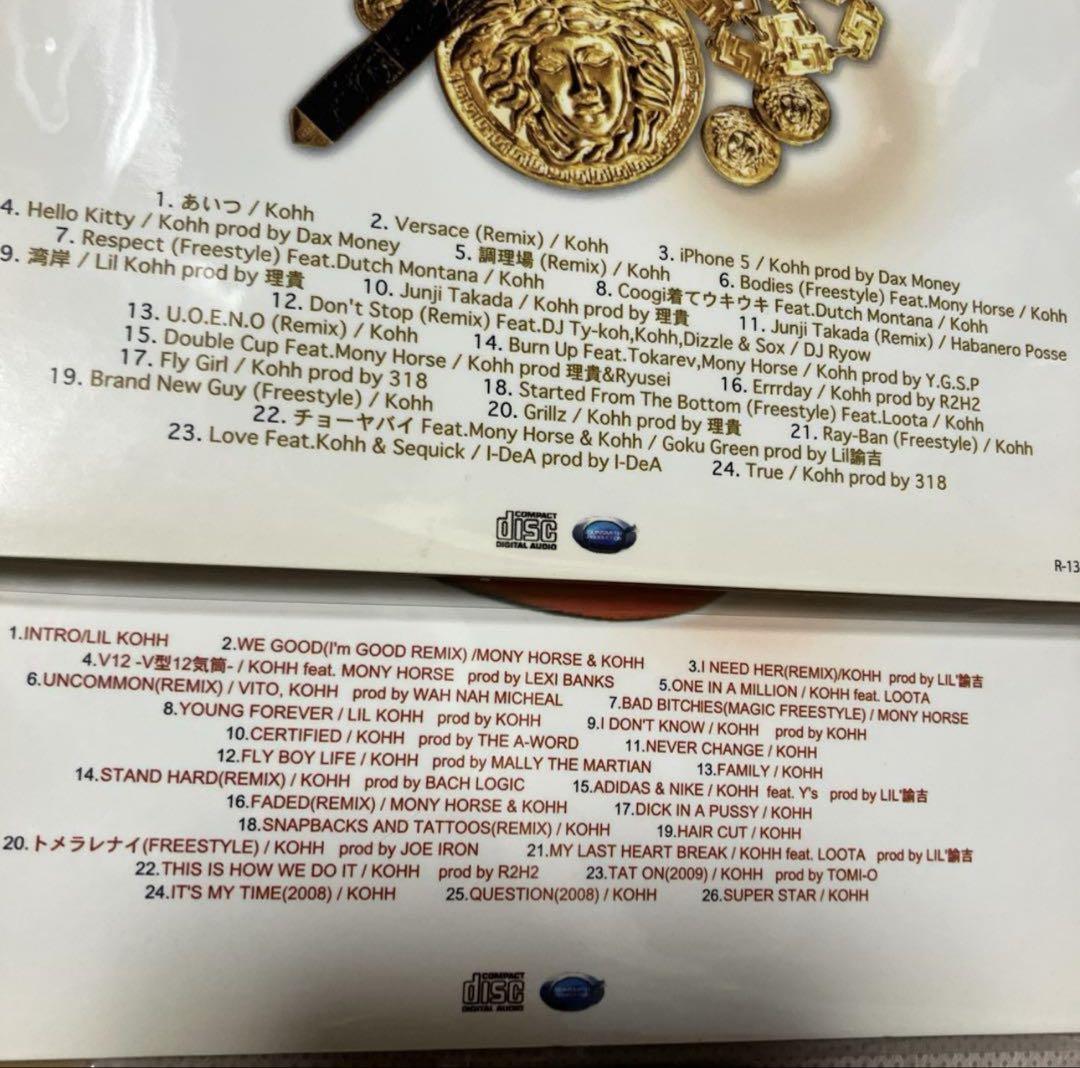 1. あいつ / Kohh 2. Versace (Remix) / Kohh 3. iPhone 5 / Kohh prod by Dax Money
4. Hello Kitty / Kohh prod by Dax Money 5. 調理場 (Remix) / Kohh 6. Bodies (Freestyle) Feat.Mony Horse / Kohh
7. Respect (Freestyle) Feat.Dutch Montana / Kohh 8. Coogi着てウキウキ Feat.Dutch Montana / Kohh
9. 湾岸 / Lil Kohh prod by 理貴 10. Junji Takada / Kohh prod by 理貴 11. Junji Takada (Remix) / Habanero Posse
12. Don't Stop (Remix) Feat.DJ Ty-koh,Kohh,Dizzle & Sox / DJ Ryow
13. U.O.E.N.O (Remix) / Kohh 14. Burn Up Feat.Tokarev,Mony Horse / Kohh prod by Y.G.S.P
15. Double Cup Feat.Mony Horse / Kohh prod 理貴&Ryusei 16. Errrday / Kohh prod by R2H2
17. Fly Girl / Kohh prod by 318 18. Started From The Bottom (Freestyle) Feat.Loota / Kohh
19. Brand New Guy (Freestyle) / Kohh 20. Grillz / Kohh prod by 理貴 21. Ray-Ban (Freestyle) / Kohh
22. チョーヤバイ Feat.Mony Horse & Kohh / Goku Green prod by Lil諭吉
23. Love Feat.Kohh & Sequick / I-DeA prod by I-DeA 24. True / Kohh prod by 318
COMPACT
disc
DIGITAL AUDIO
R-13
1.INTRO/LIL KOHH 2.WE GOOD(I'm GOOD REMIX) /MONY HORSE & KOHH 3.I NEED HER(REMIX)/KOHH prod by LIL'諭吉
4.V12 -V型12気筒- / KOHH feat. MONY HORSE prod by LEXI BANKS 5.ONE IN A MILLION / KOHH feat. LOOTA
6.UNCOMMON(REMIX) / VITO, KOHH prod by WAH NAH MICHEAL 7.BAD BITCHIES(MAGIC FREESTYLE) / MONY HORSE
8.YOUNG FOREVER / LIL KOHH prod by KOHH 9.I DON'T KNOW / KOHH prod by KOHH
10.CERTIFIED / KOHH prod by THE A-WORD 11.NEVER CHANGE / KOHH
12.FLY BOY LIFE / KOHH prod by MALLY THE MARTIAN 13.FAMILY / KOHH
14.STAND HARD(REMIX) / KOHH prod by BACH LOGIC 15.ADIDAS & NIKE / KOHH feat. Y's prod by LIL'諭吉
16.FADED(REMIX) / MONY HORSE & KOHH 17.DICK IN A PUSSY / KOHH
18.SNAPBACKS AND TATTOOS(REMIX) / KOHH 19.HAIR CUT / KOHH
20.トメラレナイ(FREESTYLE) / KOHH prod by JOE IRON 21.MY LAST HEART BREAK / KOHH feat. LOOTA prod by LIL'諭吉
22.THIS IS HOW WE DO IT / KOHH prod by R2H2 23.TAT ON(2009) / KOHH prod by TOMI-O
24.IT'S MY TIME(2008) / KOHH 25.QUESTION(2008) / KOHH 26.SUPER STAR / KOHH
COMPACT
disc
DIGITAL AUDIO